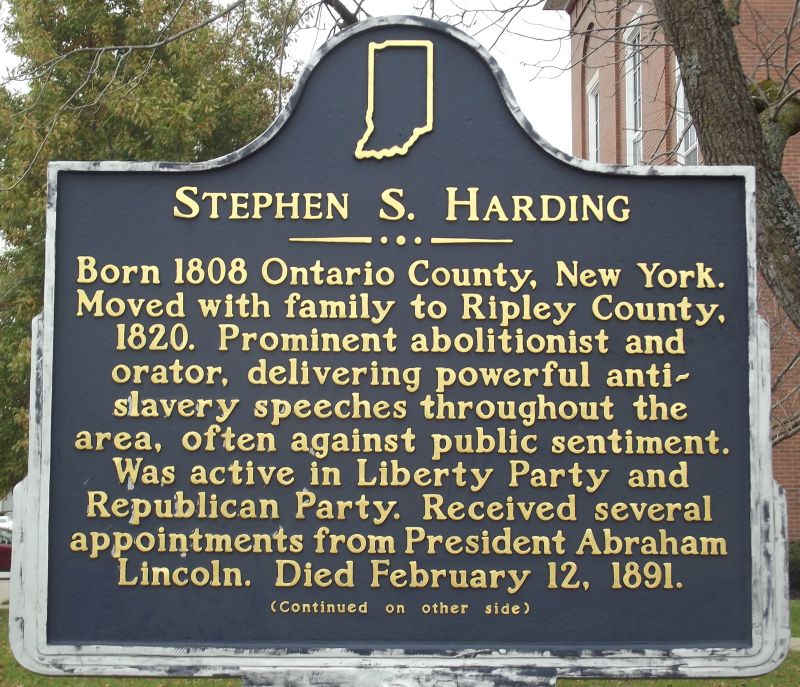 STEPHEN S. HARDING
Born 1808 Ontario County, New York.
Moved with family to Ripley County,
1820. Prominent abolitionist and
orator, delivering powerful anti-
slavery speeches throughout the
area, often against public sentiment.
Was active in Liberty Party and
Republican Party. Received several
appointments from President Abraham
Lincoln. Died February 12, 1891.
(Continued on other side)